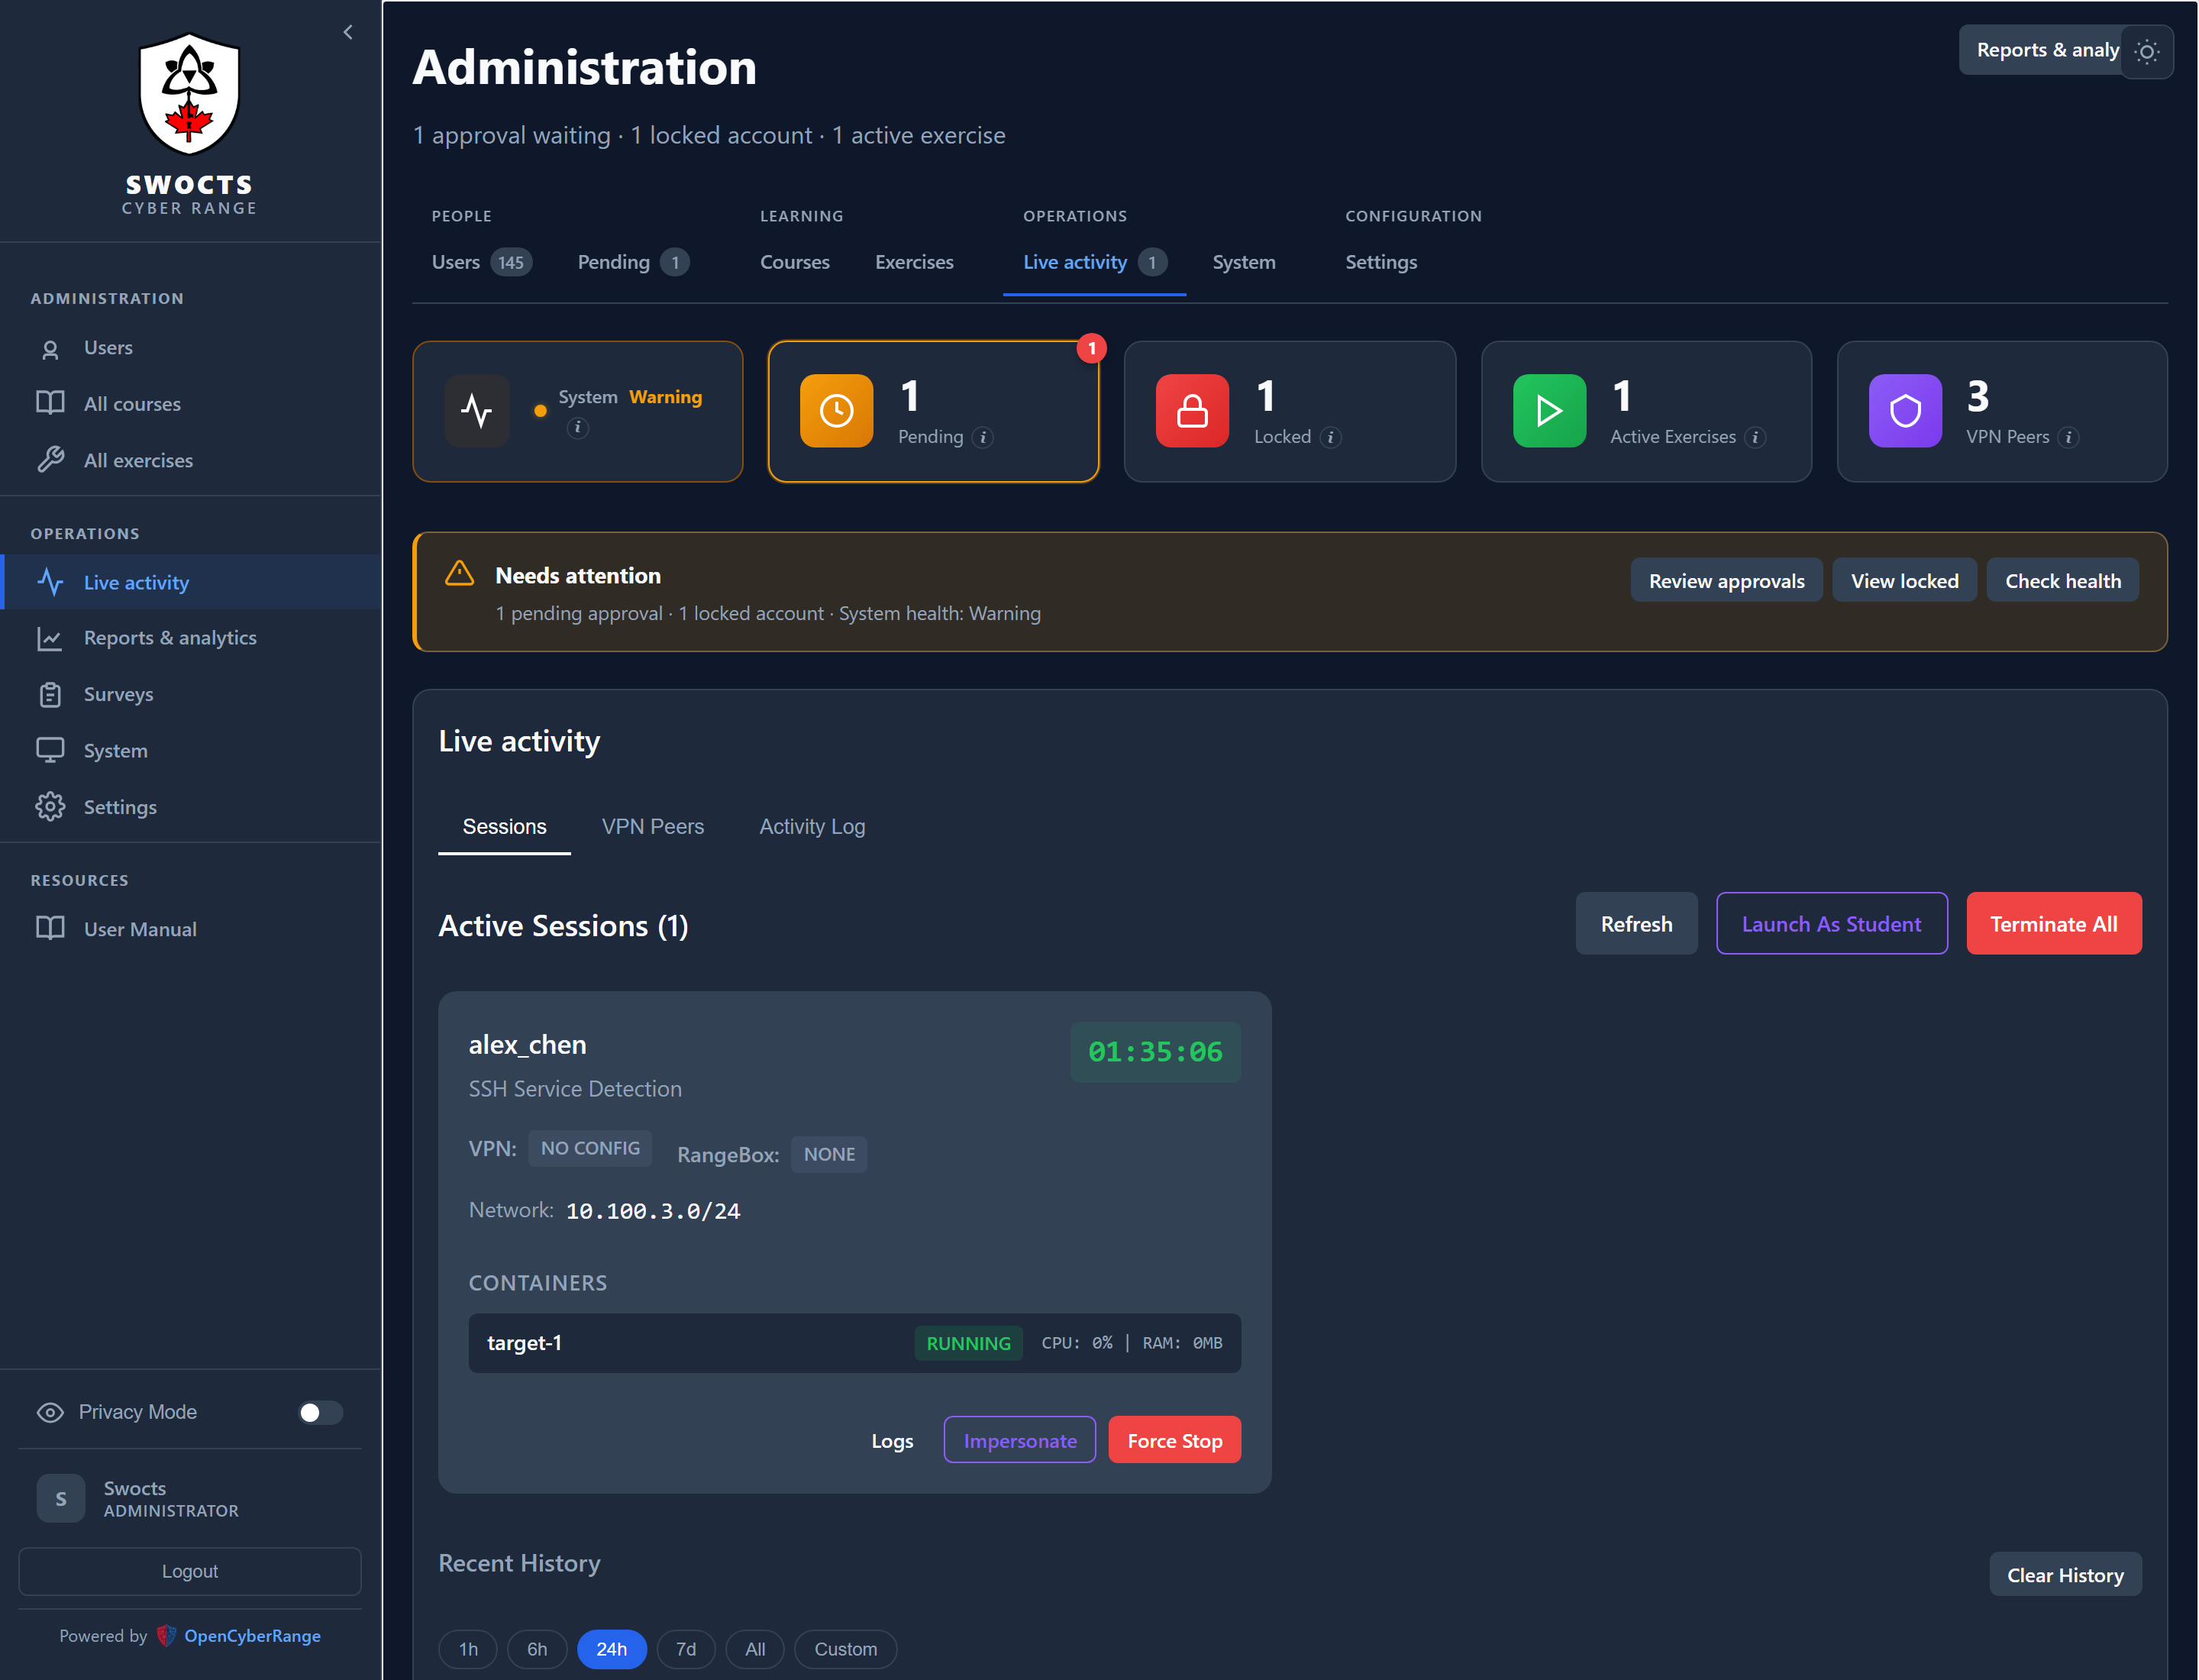 SWOCTS
CYBER RANGE
ADMINISTRATION
Users
All courses
All exercises
OPERATIONS
Live activity
Reports & analytics
Surveys
System
Settings
RESOURCES
User Manual
Privacy Mode
S
Swocts
ADMINISTRATOR
Logout
Powered by OpenCyberRange
Administration
Reports & analy
1 approval waiting · 1 locked account · 1 active exercise
PEOPLE
Users 145
Pending 1
LEARNING
Courses
Exercises
OPERATIONS
Live activity 1
System
CONFIGURATION
Settings
System Warning
i
1
1
Pending i
1
Locked i
1
Active Exercises i
3
VPN Peers i
Needs attention
1 pending approval · 1 locked account · System health: Warning
Review approvals
View locked
Check health
Live activity
Sessions
VPN Peers
Activity Log
Active Sessions (1)
Refresh
Launch As Student
Terminate All
alex_chen
01:35:06
SSH Service Detection
VPN: NO CONFIG
RangeBox: NONE
Network: 10.100.3.0/24
CONTAINERS
target-1
RUNNING
CPU: 0% | RAM: 0MB
Logs
Impersonate
Force Stop
Recent History
Clear History
1h
6h
24h
7d
All
Custom